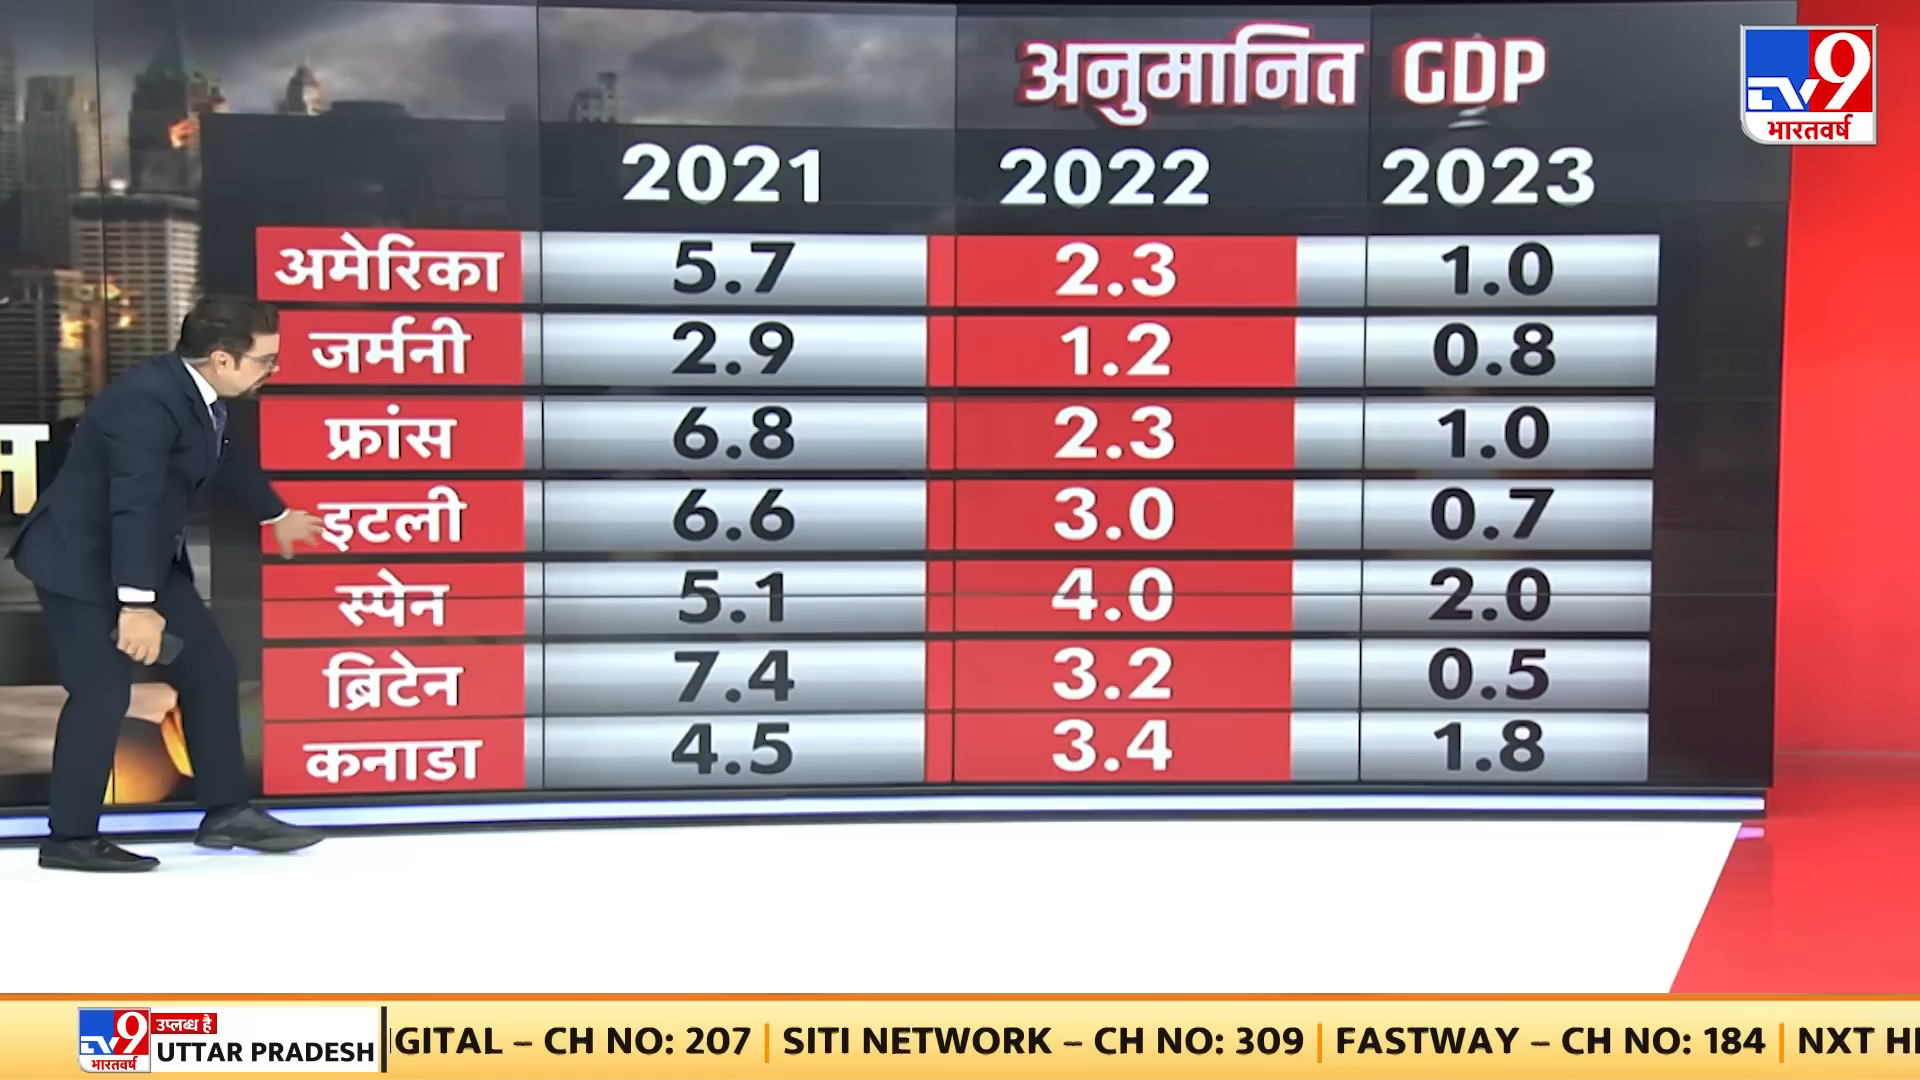 अनुमानित GDP
TV9
भारतवर्ष
2021 2022 2023
अमेरिका 5.7 2.3 1.0
जर्मनी 2.9 1.2 0.8
फ्रांस 6.8 2.3 1.0
इटली 6.6 3.0 0.7
स्पेन 5.1 4.0 2.0
ब्रिटेन 7.4 3.2 0.5
कनाडा 4.5 3.4 1.8
TV9 भारतवर्ष उपलब्ध है UTTAR PRADESH
IGITAL – CH NO: 207 | SITI NETWORK – CH NO: 309 | FASTWAY – CH NO: 184 | NXT